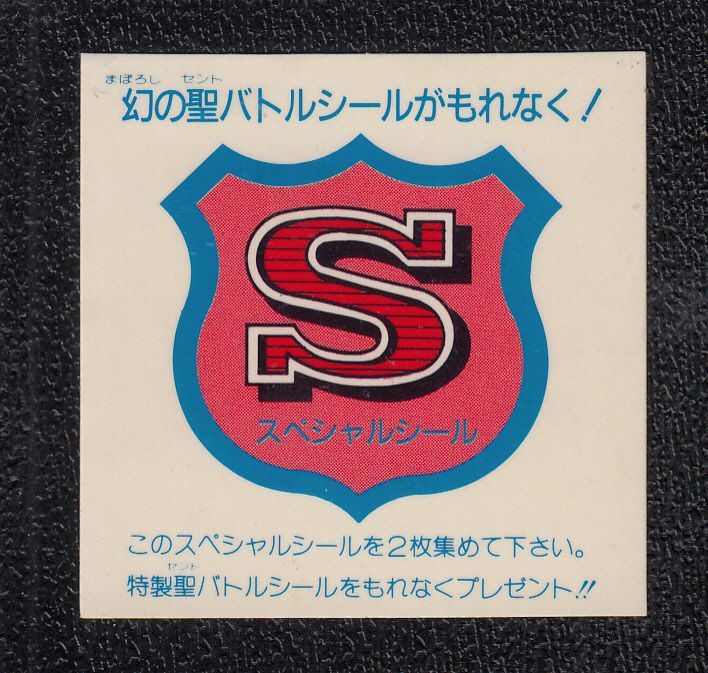 まぼろし セント
幻の聖バトルシールがもれなく!
S
スペシャルシール
このスペシャルシールを2枚集めて下さい。
セント
特製聖バトルシールをもれなくプレゼント!!